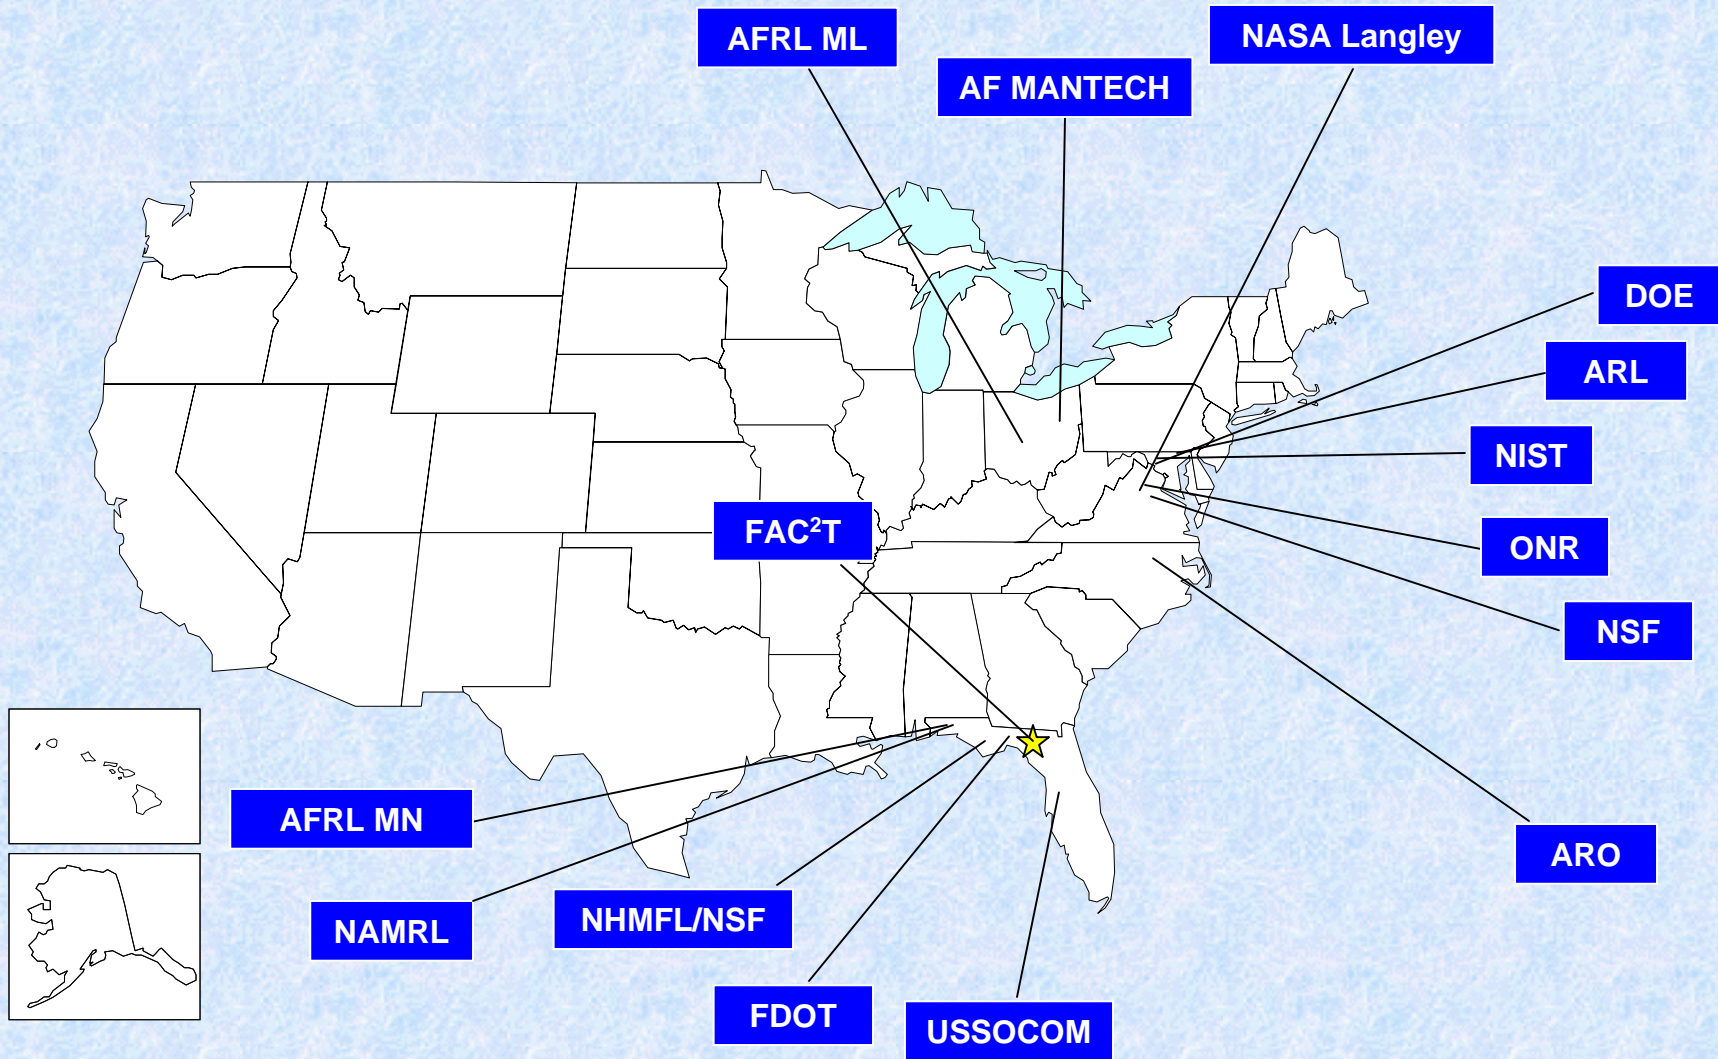 AFRL ML
NASA Langley
AF MANTECH
DOE
ARL
NIST
FAC²T
ONR
NSF
AFRL MN
ARO
NHMFL/NSF
NAMRL
FDOT
USSOCOM